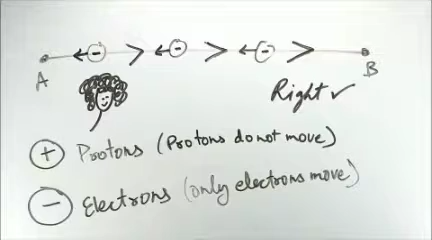 A
B
Right ✓
+ Protons (Protons do not move)
− Electrons (only electrons move)